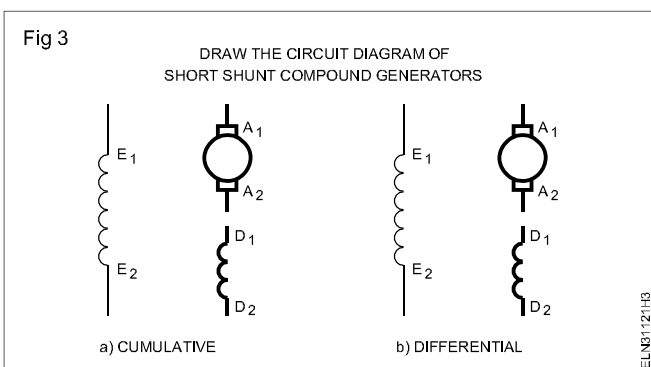 Fig 3
DRAW THE CIRCUIT DIAGRAM OF
SHORT SHUNT COMPOUND GENERATORS
E1
E2
A1
A2
D1
D2
a) CUMULATIVE
E1
E2
A1
A2
D1
D2
b) DIFFERENTIAL
ELN31121H3